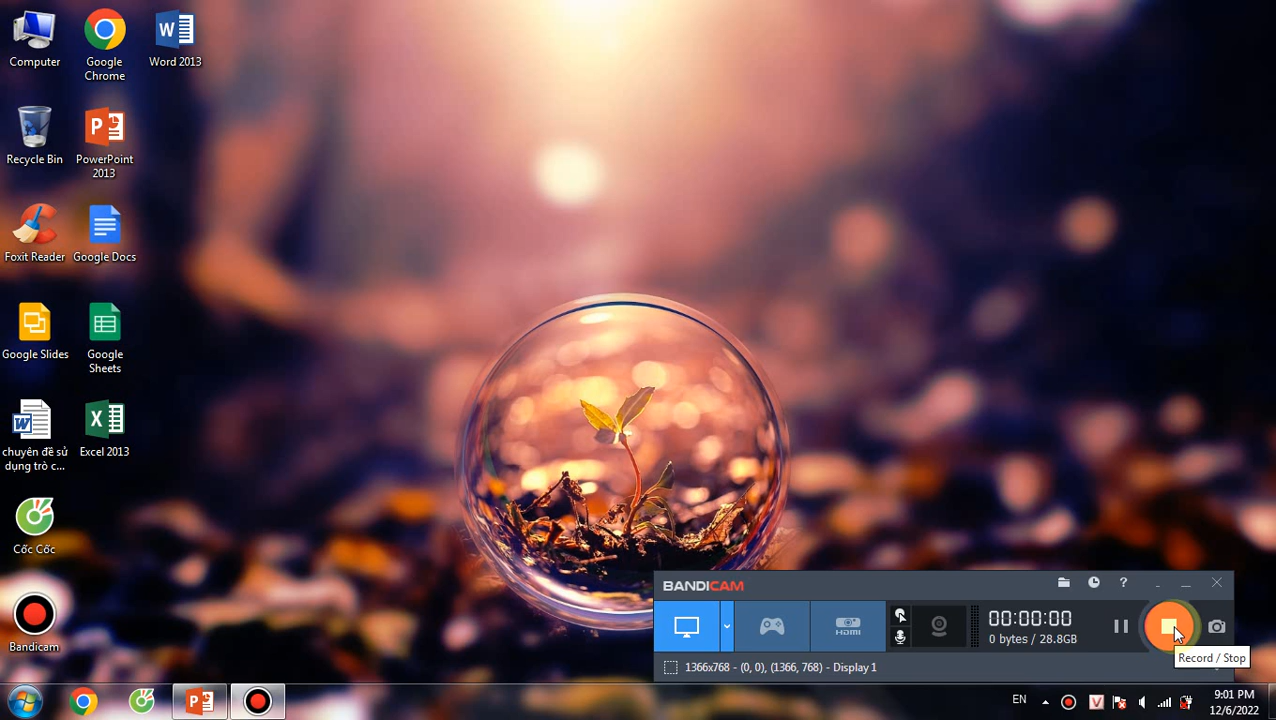 Computer
Google
Chrome
Word 2013
Recycle Bin
PowerPoint
2013
Foxit Reader
Google Docs
Google Slides
Google
Sheets
chuyên đề sử
dụng trò c...
Excel 2013
Cốc Cốc
Bandicam
BANDICAM
?
HDMI
00:00:00
0 bytes / 28.8GB
1366x768 - (0, 0), (1366, 768) - Display 1
Record / Stop
EN
9:01 PM
12/6/2022